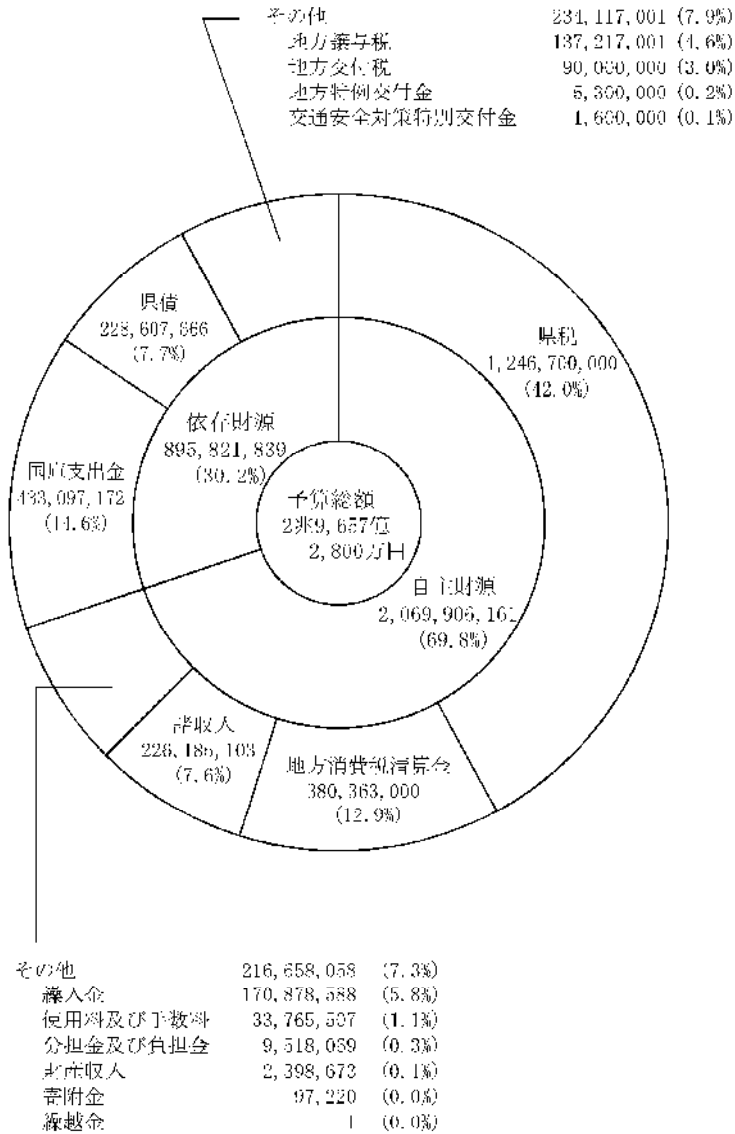 その他 234,117,001 (7.9%)
地方譲与税 137,217,001 (4.6%)
地方交付税 90,000,000 (3.0%)
地方特例交付金 5,300,000 (0.2%)
交通安全対策特別交付金 1,600,000 (0.1%)
県債
228,607,666
(7.7%)
県税
1,246,700,000
(42.0%)
依存財源
895,821,839
(30.2%)
国庫支出金
433,097,172
(14.6%)
予算総額
2兆9,657億
2,800万円
自主財源
2,069,906,161
(69.8%)
諸収入
226,185,103
(7.6%)
地方消費税清算金
380,363,000
(12.9%)
その他 216,658,058 (7.3%)
繰入金 170,878,588 (5.8%)
使用料及び手数料 33,765,507 (1.1%)
分担金及び負担金 9,518,069 (0.3%)
財産収入 2,398,673 (0.1%)
寄附金 97,220 (0.0%)
繰越金 1 (0.0%)